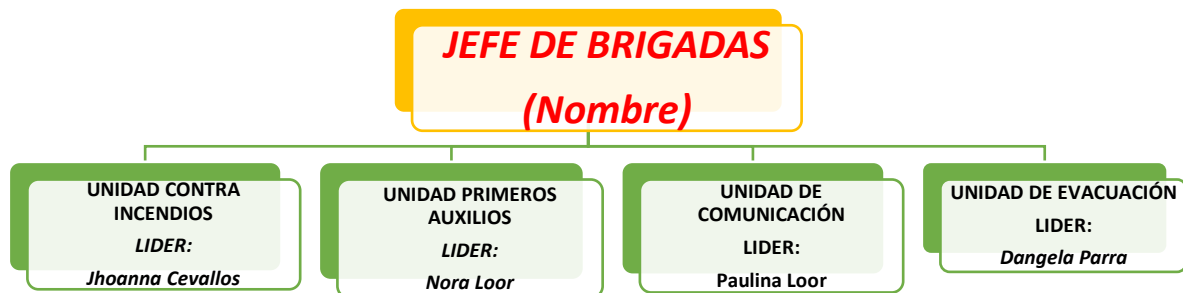 JEFE DE BRIGADAS
(Nombre)
UNIDAD CONTRA
INCENDIOS
LIDER:
Jhoanna Cevallos
UNIDAD PRIMEROS
AUXILIOS
LIDER:
Nora Loor
UNIDAD DE
COMUNICACIÓN
LIDER:
Paulina Loor
UNIDAD DE EVACUACIÓN
LIDER:
Dangela Parra